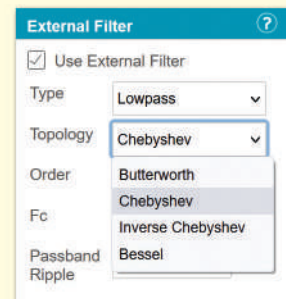 External Filter ?
Use External Filter
Type Lowpass
Topology Chebyshev
Order Butterworth
Chebyshev
Fc Inverse Chebyshev
Passband Bessel
Ripple